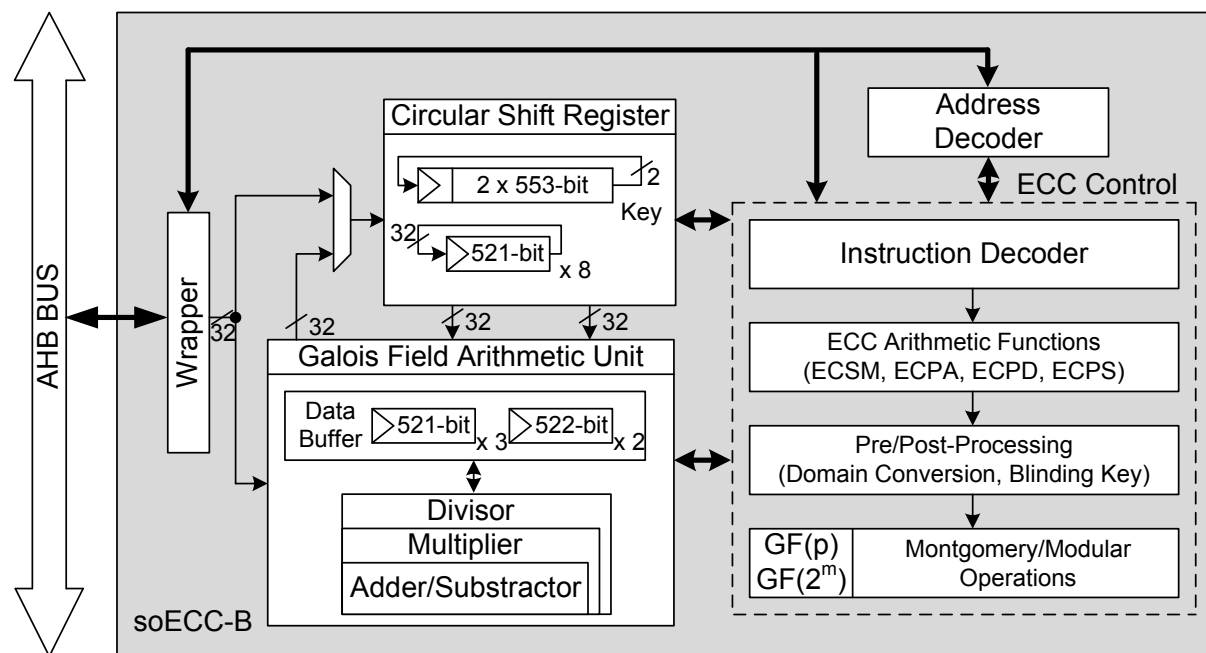 AHB BUS
Wrapper
32
Circular Shift Register
2 x 553-bit
2
Key
32
521-bit
x 8
32
32
32
Galois Field Arithmetic Unit
Data
Buffer
521-bit
x 3
522-bit
x 2
Divisor
Multiplier
Adder/Substractor
soECC-B
Address
Decoder
ECC Control
Instruction Decoder
ECC Arithmetic Functions
(ECSM, ECPA, ECPD, ECPS)
Pre/Post-Processing
(Domain Conversion, Blinding Key)
GF(p)
GF(2^m)
Montgomery/Modular
Operations